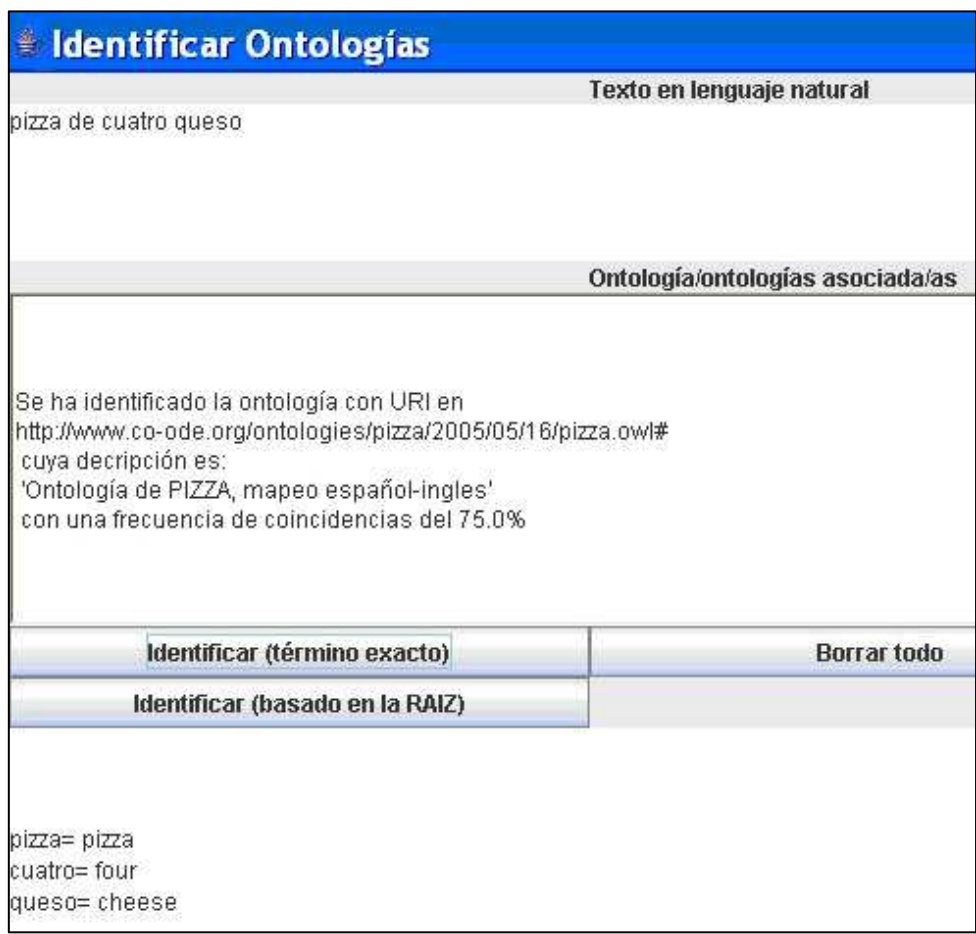 Identificar Ontologías
Texto en lenguaje natural
pizza de cuatro queso
Ontología/ontologías asociada/as
Se ha identificado la ontología con URI en
http://www.co-ode.org/ontologies/pizza/2005/05/16/pizza.owl#
cuya decripción es:
'Ontología de PIZZA, mapeo español-ingles'
con una frecuencia de coincidencias del 75.0%
Identificar (término exacto)
Borrar todo
Identificar (basado en la RAIZ)
pizza= pizza
cuatro= four
queso= cheese